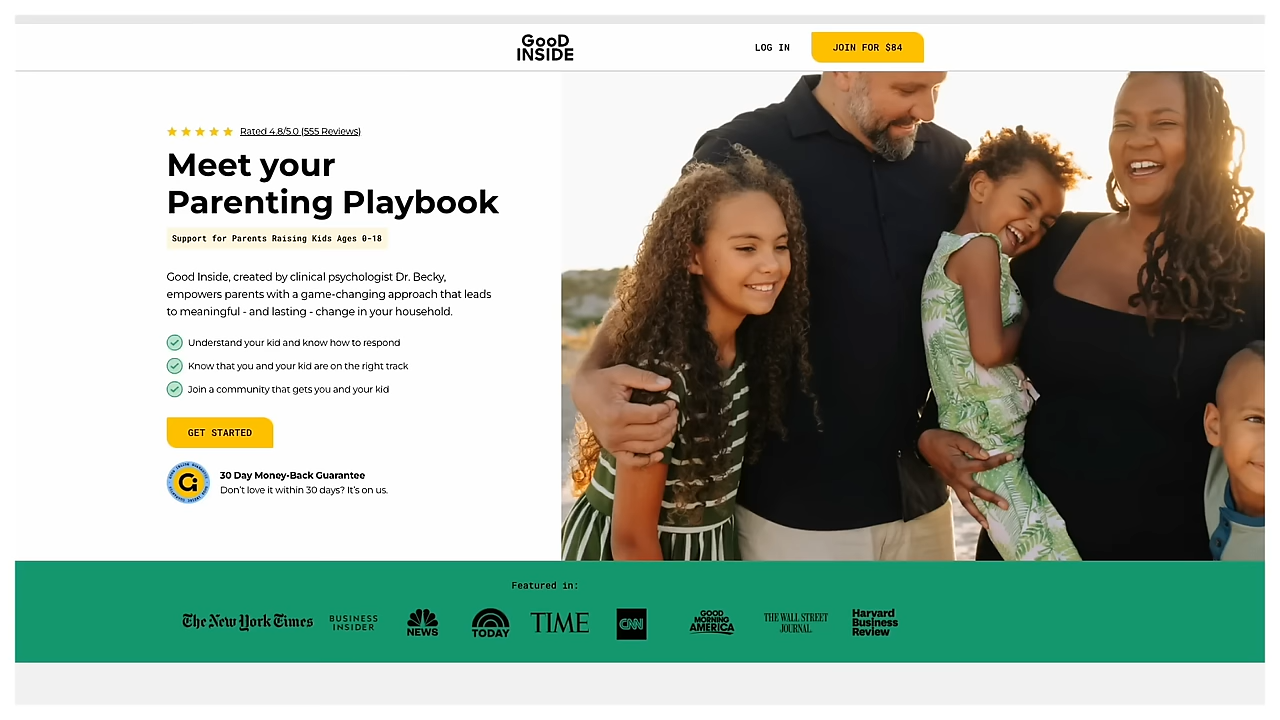 GooD
INSIDE
LOG IN
JOIN FOR $84
Rated 4.8/5.0 (555 Reviews)
Meet your
Parenting Playbook
Support for Parents Raising Kids Ages 0-18
Good Inside, created by clinical psychologist Dr. Becky,
empowers parents with a game-changing approach that leads
to meaningful - and lasting - change in your household.
Understand your kid and know how to respond
Know that you and your kid are on the right track
Join a community that gets you and your kid
GET STARTED
30 Day Money-Back Guarantee
Don't love it within 30 days? It's on us.
Featured in:
The New York Times
BUSINESS
INSIDER
NEWS
TODAY
TIME
CNN
GOOD
MORNING
AMERICA
THE WALL STREET
JOURNAL.
Harvard
Business
Review